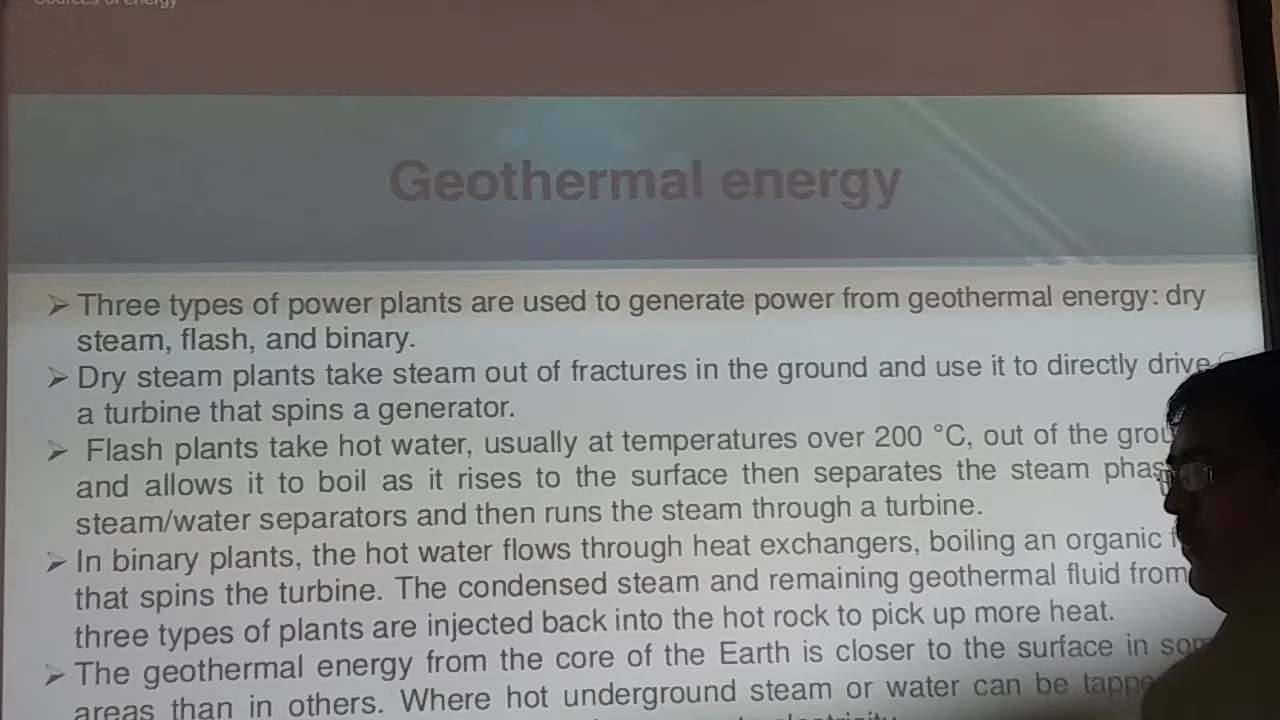 Sources of energy
Geothermal energy
➢ Three types of power plants are used to generate power from geothermal energy: dry
steam, flash, and binary.
➢ Dry steam plants take steam out of fractures in the ground and use it to directly drive
a turbine that spins a generator.
➢ Flash plants take hot water, usually at temperatures over 200 °C, out of the
and allows it to boil as it rises to the surface then separates the steam
steam/water separators and then runs the steam through a turbine.
➢ In binary plants, the hot water flows through heat exchangers, boiling an organic
that spins the turbine. The condensed steam and remaining geothermal fluid from
three types of plants are injected back into the hot rock to pick up more heat.
➢ The geothermal energy from the core of the Earth is closer to the surface in
areas than in others. Where hot underground steam or water can be
electricity